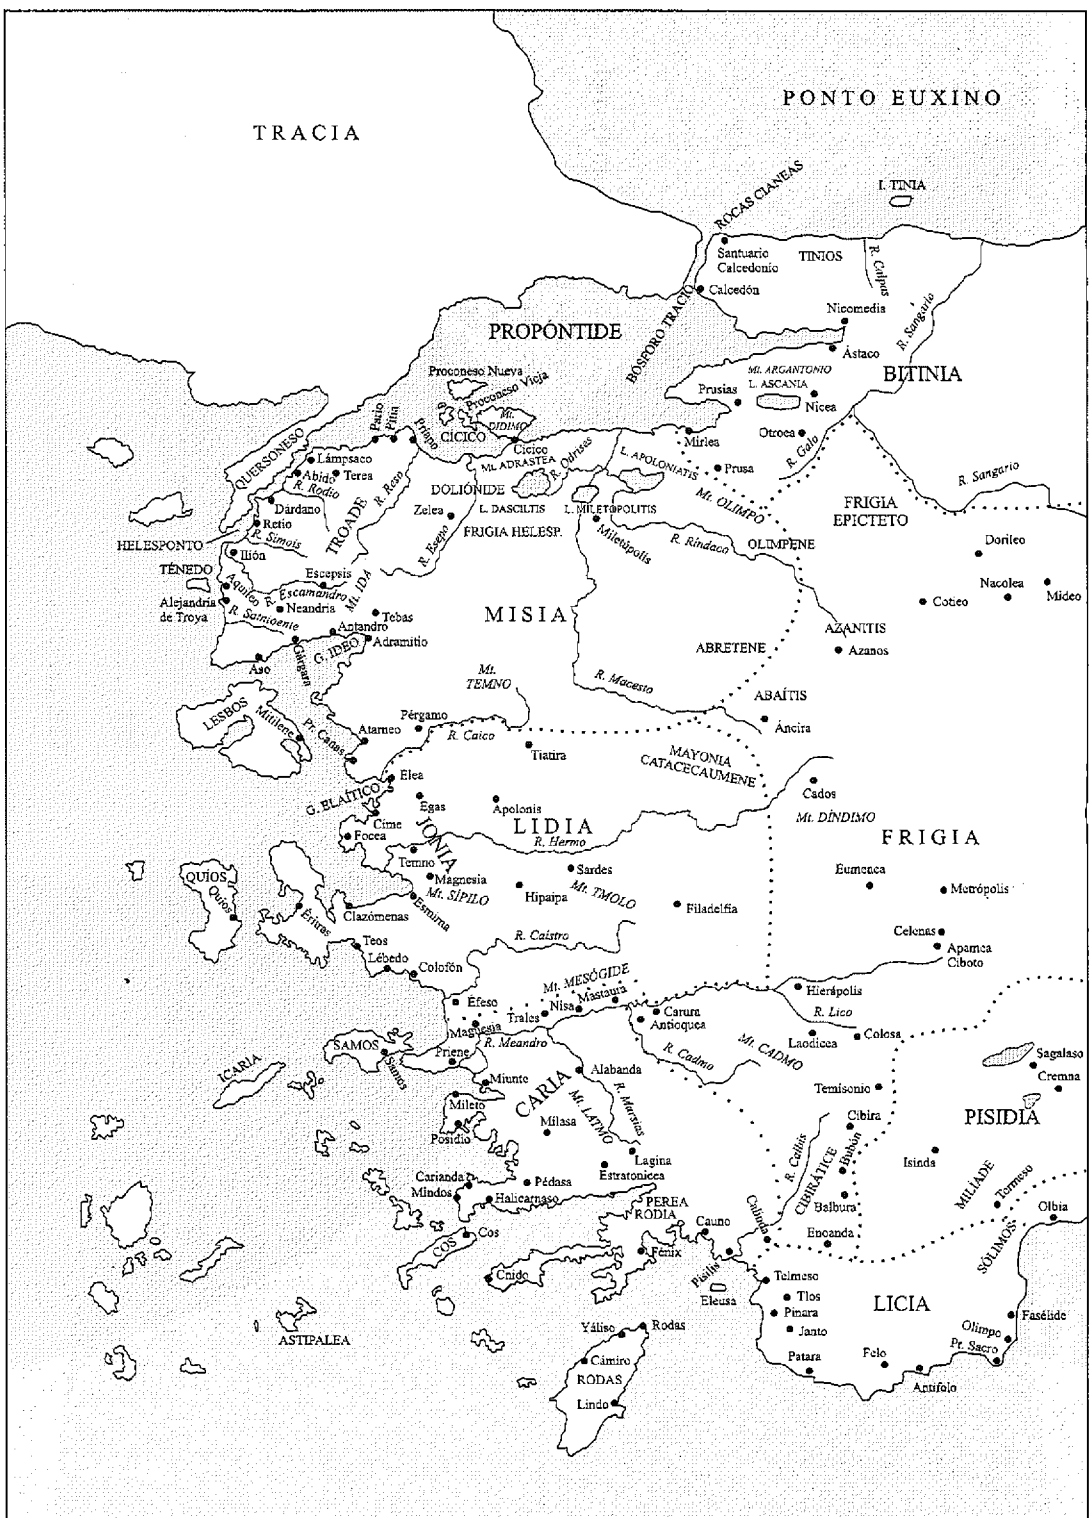 PONTO EUXINO
TRACIA
ROCAS CIANEAS
I. TINIA
Santuario
Calcedonio
TINIOS
R. Calpas
Calcedón
BÓSFORO TRACIO
Nicomedia
R. Sangario
PROPÓNTIDE
Astaco
Mt. ARGANTONIO
L. ASCANIA
BITINIA
Proconeso Nueva
Proconeso Vieja
Prusias
Nicea
Pario
Pitia
Priapo
Mt.
DÍDIMO
CÍCICO
Cícico
Mirlea
Otroea
R. Galo
QUERSONESO
Lámpsaco
Abido
Terea
R. Rodio
R. Reso
Mt. ADRASTEA
R. Odrises
L. APOLONIATIS
Prusa
R. Sangario
DOLIÓNIDE
Dárdano
TROADE
Zelea
L. DASCILTIS
L. MILETOPOLITIS
Mt. OLIMPO
FRIGIA
EPICTETO
Retio
HELESPONTO
R. Simois
R. Esepo
FRIGIA HELESP.
Miletúpolis
R. Ríndaco
OLIMPENE
Dorileo
Ilión
TÉNEDO
Escepsis
Mt. IDA
Aquileo
R. Escamandro
Alejandría
de Troya
Neandria
R. Satnioente
Tebas
MISIA
Nacolea
Mideo
Cotieo
Antandro
Adramitio
G. IDEO
AZANITIS
Azanos
Aso
Gárgara
ABRETENE
Mt.
TEMNO
R. Macesto
ABAÍTIS
Áncira
LESBOS
Mitilene
Pr. Canas
Atarneo
Pérgamo
R. Caico
Tiatira
MAYONIA
CATACECAUMENE
Elea
G. ELAÍTICO
Egas
Apolonis
Cados
Mt. DÍNDIMO
Cime
Focea
JONIA
LIDIA
R. Hermo
FRIGIA
Temno
Magnesia
Mt. SÍPILO
Sardes
Mt. TMOLO
Hipaipa
Filadelfia
Eumenea
Metrópolis
QUÍOS
Quíos
Éritras
Clazómenas
Esmirna
Celenas
Apamea
Ciboto
R. Caístro
Teos
Lébedo
Colofón
Mt. MESÓGIDE
Hierápolis
Éfeso
Trales
Nisa
Mastaura
Carura
Antioquea
R. Lico
Laodicea
Colosa
Magnesia
R. Meandro
SAMOS
Samos
Priene
R. Cadmo
Mt. CADMO
ICARIA
Miunte
CARIA
Alabanda
Sagalaso
Cremna
Temisonio
Mileto
Mt. LATMO
R. Marsias
Posidio
Milasa
Cibira
PISIDIA
Lagina
Estratonicea
R. Calbis
CIBIRÁTICE
Bubón
Isinda
Carianda
Mindos
Pédasa
Halicarnaso
Balbura
MILÍADE
Termeso
Olbia
PEREA
RODIA
Cauno
Calinda
Enoanda
SÓLIMOS
COS
Cos
Fénix
Pisilis
Cnido
Eleusa
Telmeso
Tlos
Pinara
Janto
LICIA
Fasélide
ASTIPALEA
Yáliso
Rodas
Olimpo
Pr. Sacro
Cámiro
RODAS
Patara
Felo
Antifelo
Lindo